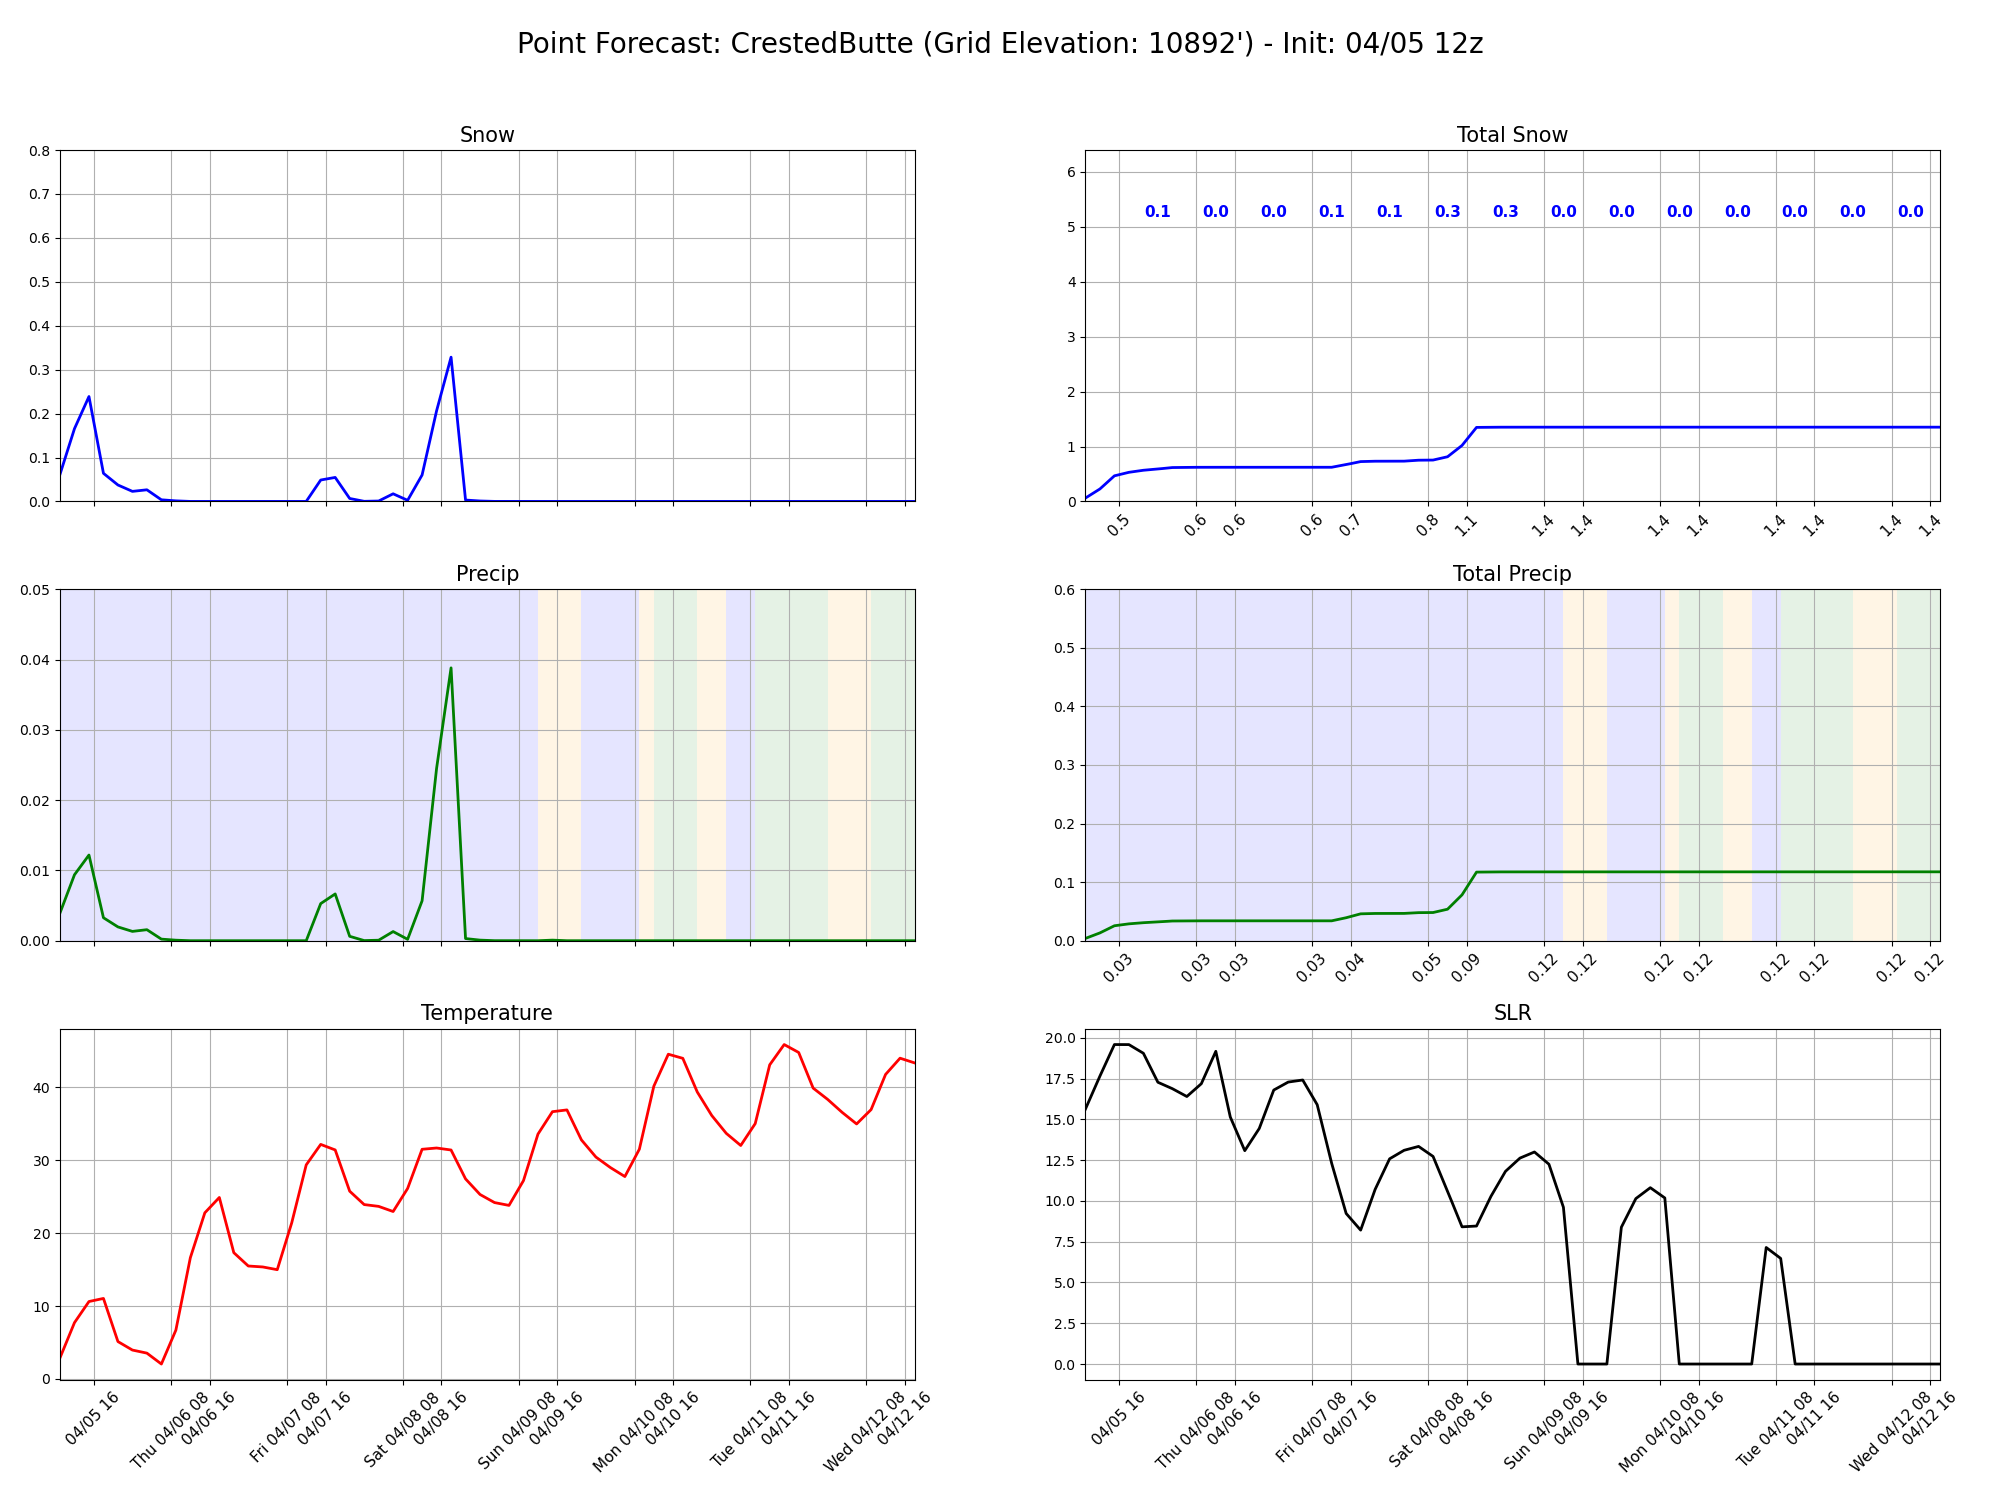 Point Forecast: CrestedButte (Grid Elevation: 10892') - Init: 04/05 12z
Snow
0.8
0.7
0.6
0.5
0.4
0.3
0.2
0.1
0.0
Total Snow
6
5
4
3
2
1
0
0.1 0.0 0.0 0.1 0.1 0.3 0.3 0.0 0.0 0.0 0.0 0.0 0.0 0.0
0.5 0.6 0.6 0.6 0.7 0.8 1.1 1.4 1.4 1.4 1.4 1.4 1.4 1.4 1.4
Precip
0.05
0.04
0.03
0.02
0.01
0.00
Total Precip
0.6
0.5
0.4
0.3
0.2
0.1
0.0
0.03 0.03 0.03 0.03 0.04 0.05 0.09 0.12 0.12 0.12 0.12 0.12 0.12 0.12 0.12
Temperature
40
30
20
10
0
04/05 16
Thu 04/06 08
04/06 16
Fri 04/07 08
04/07 16
Sat 04/08 08
04/08 16
Sun 04/09 08
04/09 16
Mon 04/10 08
04/10 16
Tue 04/11 08
04/11 16
Wed 04/12 08
04/12 16
SLR
20.0
17.5
15.0
12.5
10.0
7.5
5.0
2.5
0.0
04/05 16
Thu 04/06 08
04/06 16
Fri 04/07 08
04/07 16
Sat 04/08 08
04/08 16
Sun 04/09 08
04/09 16
Mon 04/10 08
04/10 16
Tue 04/11 08
04/11 16
Wed 04/12 08
04/12 16